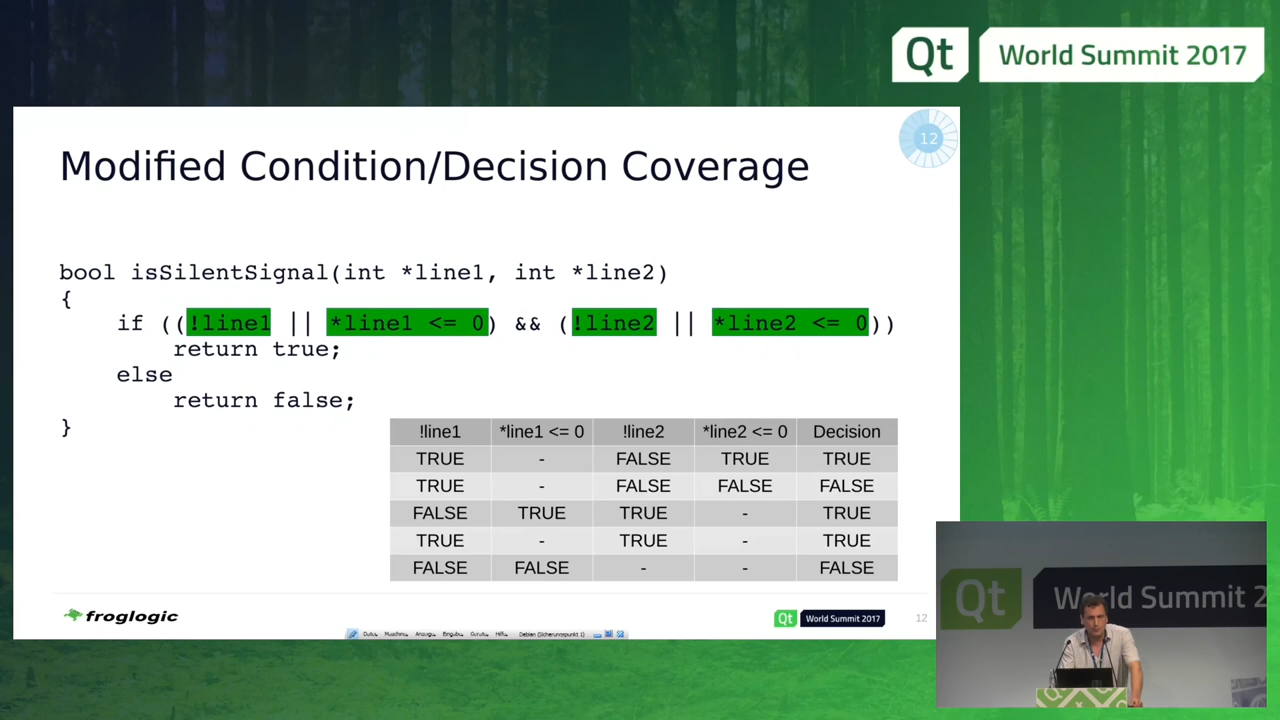 Qt World Summit 2017
12
Modified Condition/Decision Coverage
bool isSilentSignal(int *line1, int *line2)
{
if ((!line1 || *line1 <= 0) && (!line2 || *line2 <= 0))
return true;
else
return false;
}
!line1 *line1 <= 0 !line2 *line2 <= 0 Decision
TRUE - FALSE TRUE TRUE
TRUE - FALSE FALSE FALSE
FALSE TRUE TRUE - TRUE
TRUE - TRUE - TRUE
FALSE FALSE - - FALSE
froglogic
Qt World Summit 2017
12
Debian (Sicherungspunkt 1)
Qt World Summit 2